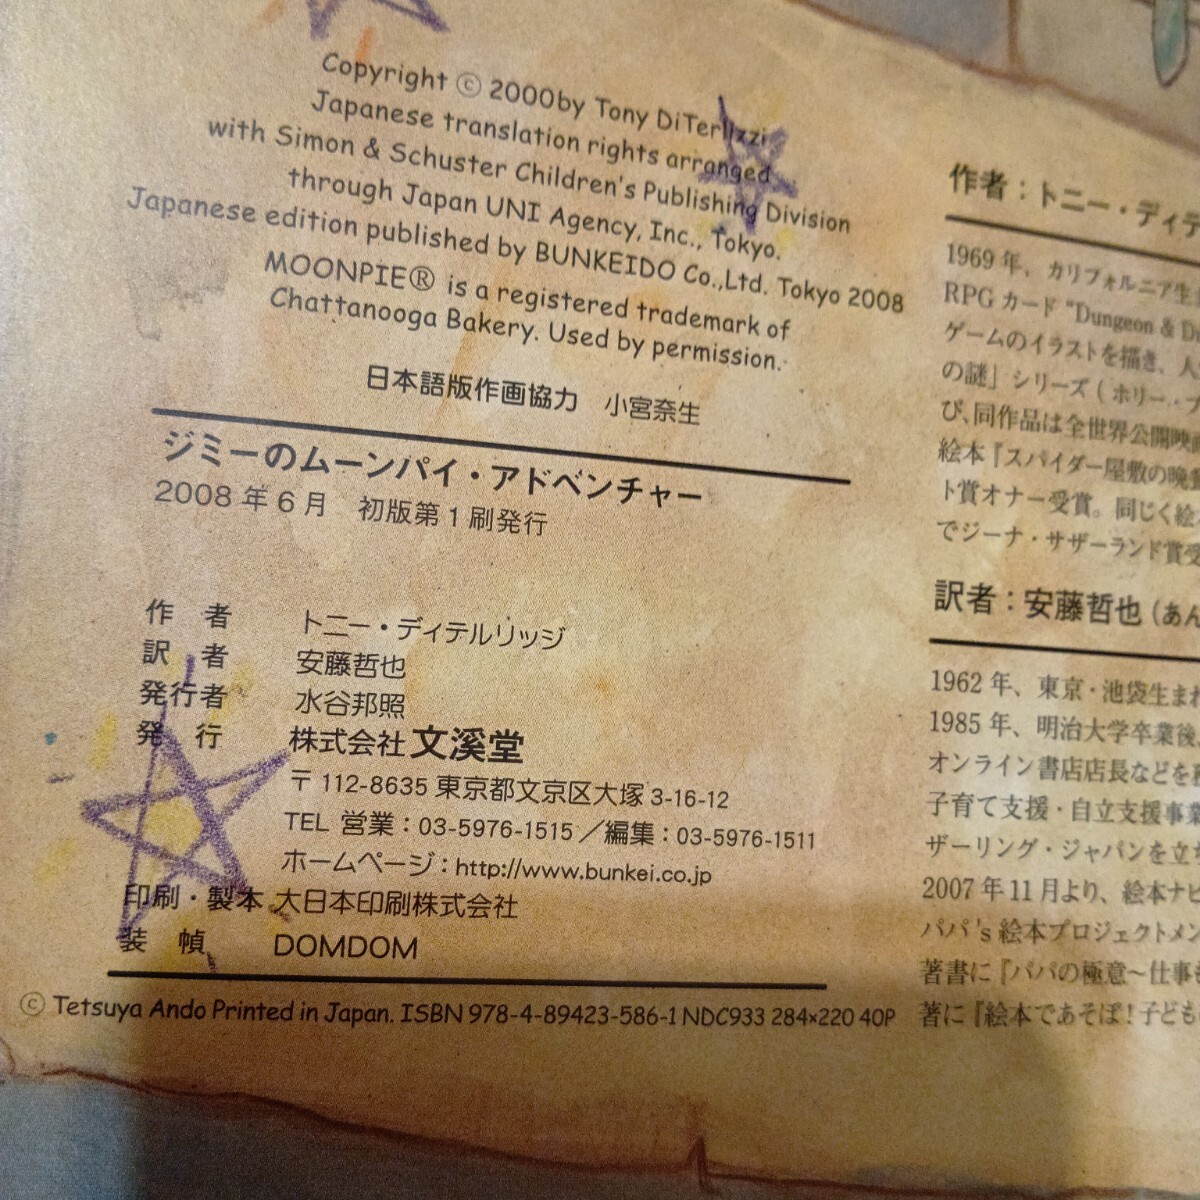 Copyright © 2000by Tony DiTerlizzi
Japanese translation rights arranged
with Simon & Schuster Children's Publishing Division
through Japan UNI Agency, Inc., Tokyo.
Japanese edition published by BUNKEIDO Co.,Ltd. Tokyo 2008
MOONPIE® is a registered trademark of
Chattanooga Bakery. Used by permission.
日本語版作画協力 小宮奈生
ジミーのムーンパイ・アドベンチャー
2008年6月 初版第1刷発行
作者 トニー・ディテルリッジ
訳者 安藤哲也
発行者 水谷邦照
発行 株式会社 文溪堂
〒112-8635 東京都文京区大塚 3-16-12
TEL 営業：03-5976-1515／編集：03-5976-1511
ホームページ：http://www.bunkei.co.jp
印刷・製本 大日本印刷株式会社
装幀 DOMDOM
© Tetsuya Ando Printed in Japan. ISBN 978-4-89423-586-1 NDC933 284×220 40P
作者：トニー・ディテ
1969年、カリフォルニア生
RPGカード "Dungeon & D
ゲームのイラストを描き、人
の謎」シリーズ（ホリー・ブ
び、同作品は全世界公開映
絵本『スパイダー屋敷の晩
ト賞オナー受賞。同じく絵
でジーナ・サザーランド賞受
訳者：安藤哲也（あん
1962年、東京・池袋生まれ
1985年、明治大学卒業後、
オンライン書店店長などを
子育て支援・自立支援事業
ザーリング・ジャパンを立ち
2007年11月より、絵本ナビ
パパ's絵本プロジェクトメン
著書に『パパの極意〜仕事
著に『絵本であそぼ！子ども